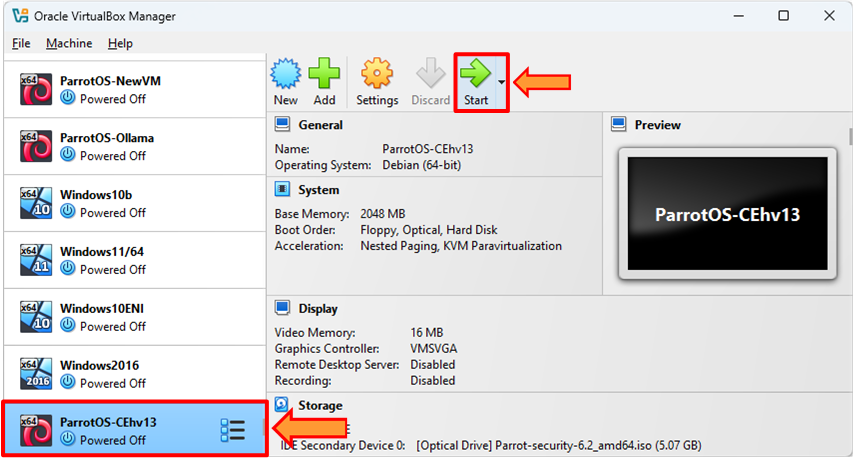 Oracle VirtualBox Manager
File Machine Help
x64
ParrotOS-NewVM
Powered Off
x64
ParrotOS-Ollama
Powered Off
x64
10
Windows10b
Powered Off
x64
11
Windows11/64
Powered Off
x64
10
Windows10ENI
Powered Off
x64
2016
Windows2016
Powered Off
x64
ParrotOS-CEhv13
Powered Off
New Add Settings Discard Start
General
Name: ParrotOS-CEhv13
Operating System: Debian (64-bit)
System
Base Memory: 2048 MB
Boot Order: Floppy, Optical, Hard Disk
Acceleration: Nested Paging, KVM Paravirtualization
Preview
ParrotOS-CEhv13
Display
Video Memory: 16 MB
Graphics Controller: VMSVGA
Remote Desktop Server: Disabled
Recording: Disabled
Storage
IDE Secondary Device 0: [Optical Drive] Parrot-security-6.2_amd64.iso (5.07 GB)